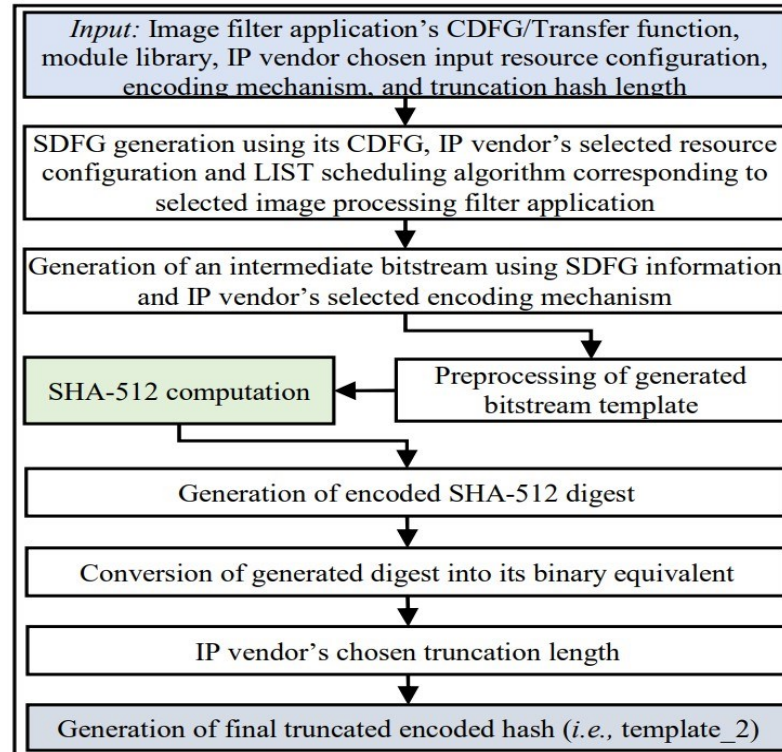 Input: Image filter application's CDFG/Transfer function,
module library, IP vendor chosen input resource configuration,
encoding mechanism, and truncation hash length
SDFG generation using its CDFG, IP vendor's selected resource
configuration and LIST scheduling algorithm corresponding to
selected image processing filter application
Generation of an intermediate bitstream using SDFG information
and IP vendor's selected encoding mechanism
Preprocessing of generated
bitstream template
SHA-512 computation
Generation of encoded SHA-512 digest
Conversion of generated digest into its binary equivalent
IP vendor's chosen truncation length
Generation of final truncated encoded hash (i.e., template_2)